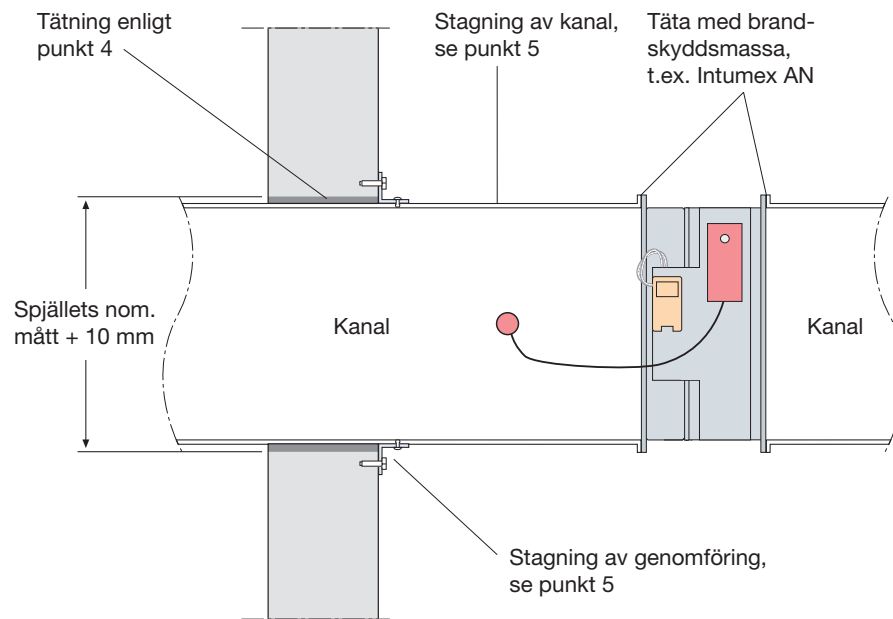 Tätning enligt
punkt 4
Stagning av kanal,
se punkt 5
Täta med brand-
skyddsmassa,
t.ex. Intumex AN
Spjällets nom.
mått + 10 mm
Kanal
Kanal
Stagning av genomföring,
se punkt 5